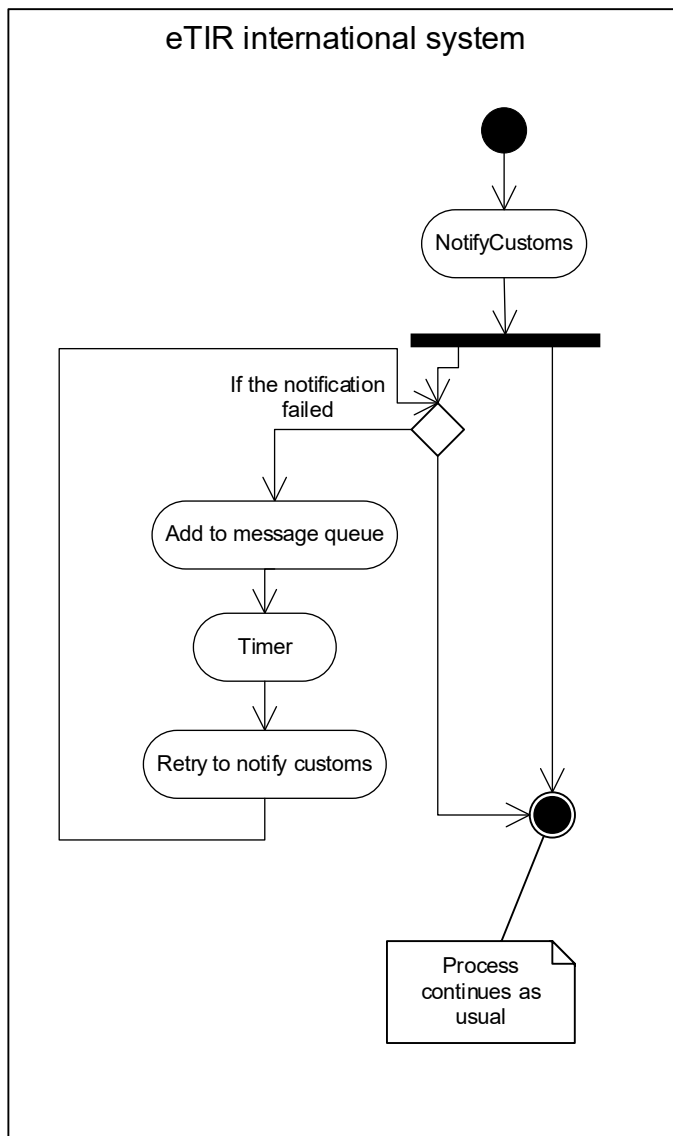 eTIR international system
NotifyCustoms
If the notification
failed
Add to message queue
Timer
Retry to notify customs
Process
continues as
usual